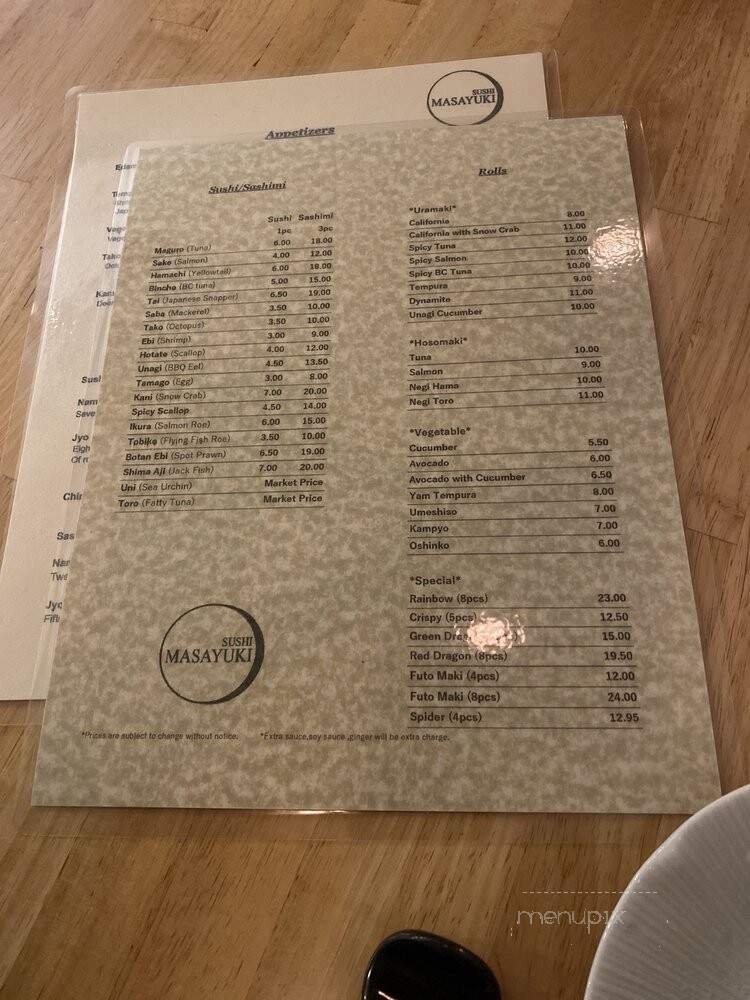 SUSHI
MASAYUKI
Appetizers
Sushi/Sashimi
Sushi Sashimi
1pc 3pc
Maguro (Tuna) 6.00 18.00
Sake (Salmon) 4.00 12.00
Hamachi (Yellowtail) 6.00 18.00
Bincho (BC tuna) 5.00 15.00
Tai (Japanese Snapper) 6.50 19.00
Saba (Mackerel) 3.50 10.00
Tako (Octopus) 3.50 10.00
Ebi (Shrimp) 3.00 9.00
Hotate (Scallop) 4.00 12.00
Unagi (BBQ Eel) 4.50 13.50
Tamago (Egg) 3.00 8.00
Kani (Snow Crab) 7.00 20.00
Spicy Scallop 4.50 14.00
Ikura (Salmon Roe) 6.00 15.00
Tobiko (Flying Fish Roe) 3.50 10.00
Botan Ebi (Spot Prawn) 6.50 19.00
Shima Aji (Jack Fish) 7.00 20.00
Uni (Sea Urchin) Market Price
Toro (Fatty Tuna) Market Price
SUSHI
MASAYUKI
Rolls
*Uramaki*
California 8.00
California with Snow Crab 11.00
Spicy Tuna 12.00
Spicy Salmon 10.00
Spicy BC Tuna 10.00
Tempura 9.00
Dynamite 11.00
Unagi Cucumber 10.00
*Hosomaki*
Tuna 10.00
Salmon 9.00
Negi Hama 10.00
Negi Toro 11.00
*Vegetable*
Cucumber 5.50
Avocado 6.00
Avocado with Cucumber 6.50
Yam Tempura 8.00
Umeshiso 7.00
Kampyo 7.00
Oshinko 6.00
*Special*
Rainbow (8pcs) 23.00
Crispy (5pcs) 12.50
Green 15.00
Red Dragon (8pcs) 19.50
Futo Maki (4pcs) 12.00
Futo Maki (8pcs) 24.00
Spider (4pcs) 12.95
*Prices are subject to change without notice. *Extra sauce,soy sauce ,ginger will be extra charge.
menupix